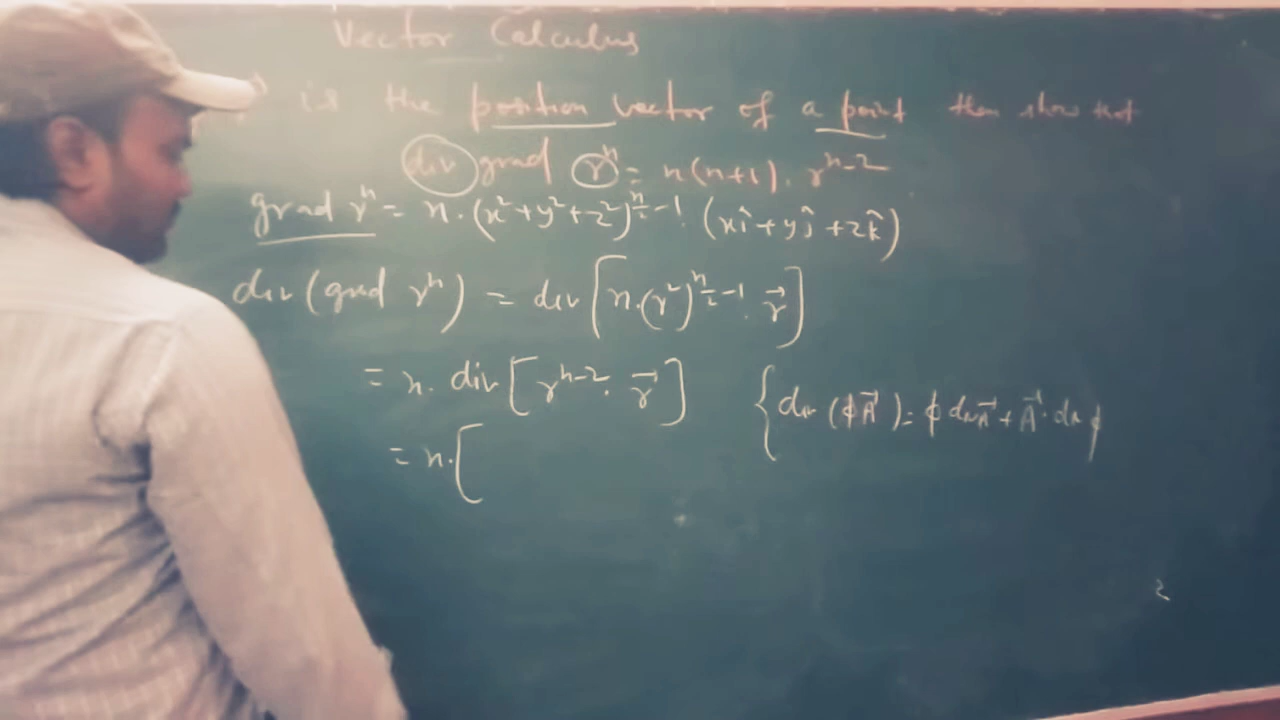 Vector Calculus
is the position vector of a point then show that
div grad rⁿ = n(n+1). rⁿ⁻²
grad rⁿ = n.(x²+y²+z²)^(n/2 -1). (xî+yĵ+zk̂)
div (grad rⁿ) = div [n.(r²)^(n/2 -1). r⃗]
= n. div [rⁿ⁻². r⃗] {div (ϕA⃗) = ϕ div A⃗ + A⃗. div ϕ
= n.[
2